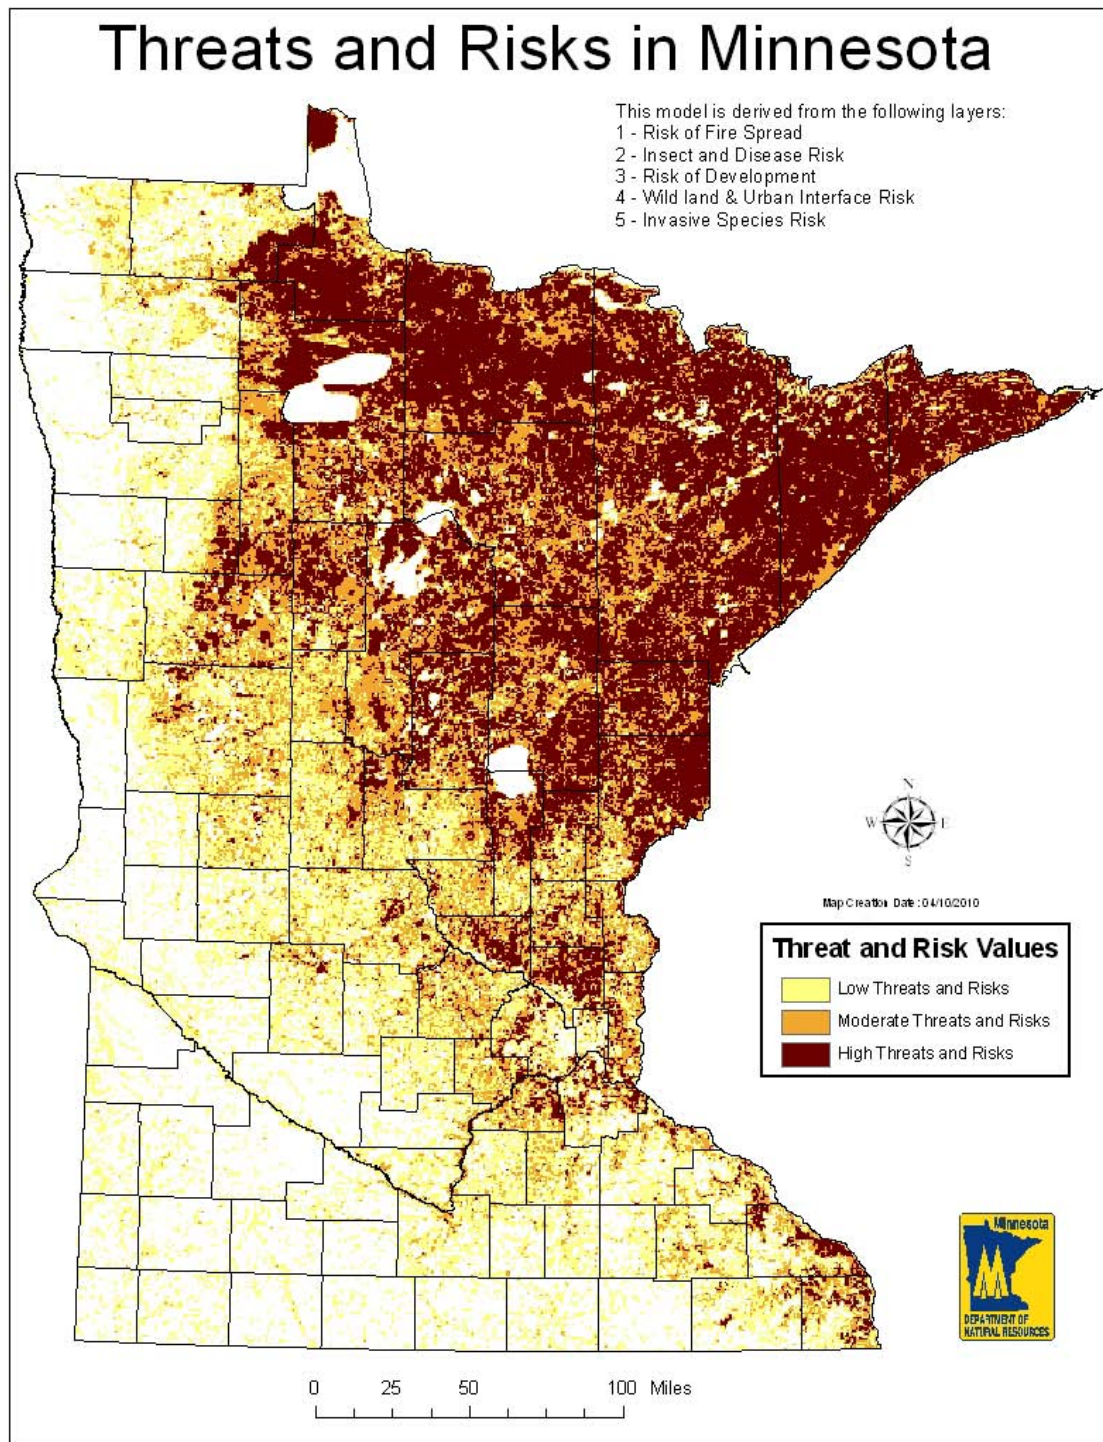 Threats and Risks in Minnesota
This model is derived from the following layers:
1 - Risk of Fire Spread
2 - Insect and Disease Risk
3 - Risk of Development
4 - Wild land & Urban Interface Risk
5 - Invasive Species Risk
N
W E
S
Map Creation Date: 04/10/2010
Threat and Risk Values
Low Threats and Risks
Moderate Threats and Risks
High Threats and Risks
Minnesota
DEPARTMENT OF
NATURAL RESOURCES
0 25 50 100 Miles